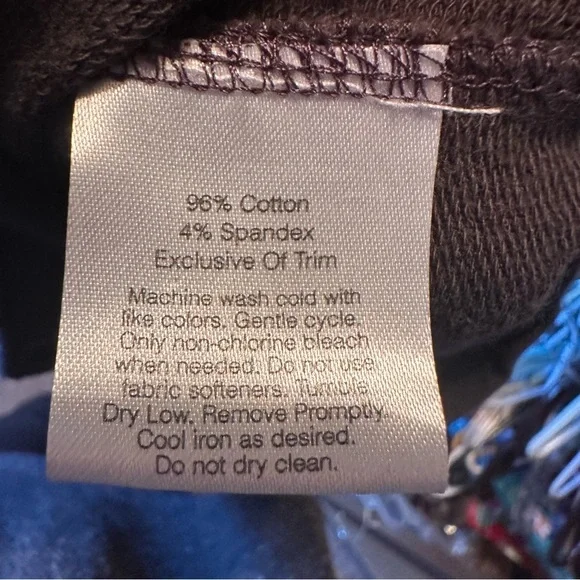 96% Cotton
4% Spandex
Exclusive Of Trim
Machine wash cold with
like colors. Gentle cycle.
Only non-chlorine bleach
when needed. Do not use
fabric softeners. Tumble
Dry Low. Remove Promptly.
Cool iron as desired.
Do not dry clean.